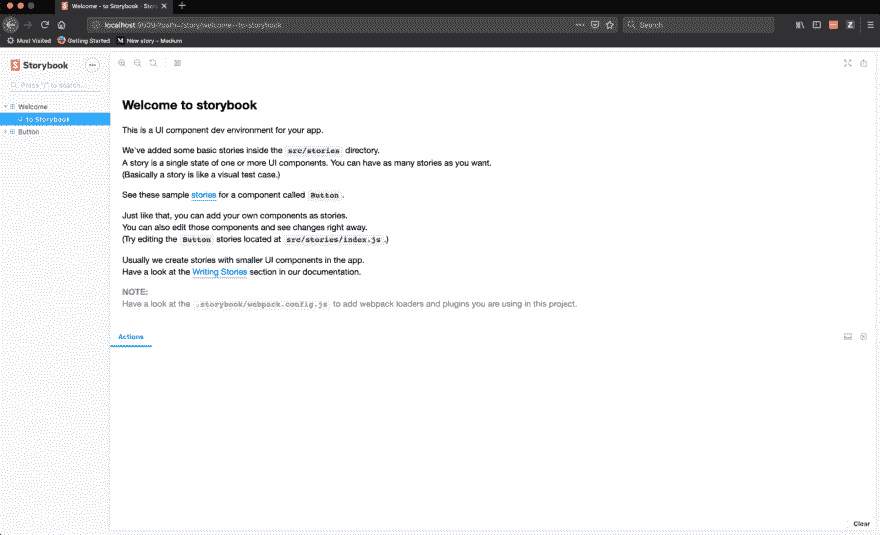 Welcome - to Storybook - Story
localhost:9009/?path=/story/welcome--to-storybook
Search
Most Visited
Getting Started
New story - Medium
Storybook
Press "/" to search...
Welcome
to Storybook
Button
Welcome to storybook
This is a UI component dev environment for your app.
We've added some basic stories inside the src/stories directory.
A story is a single state of one or more UI components. You can have as many stories as you want.
(Basically a story is like a visual test case.)
See these sample stories for a component called Button.
Just like that, you can add your own components as stories.
You can also edit those components and see changes right away.
(Try editing the Button stories located at src/stories/index.js.)
Usually we create stories with smaller UI components in the app.
Have a look at the Writing Stories section in our documentation.
NOTE:
Have a look at the .storybook/webpack.config.js to add webpack loaders and plugins you are using in this project.
Actions
Clear